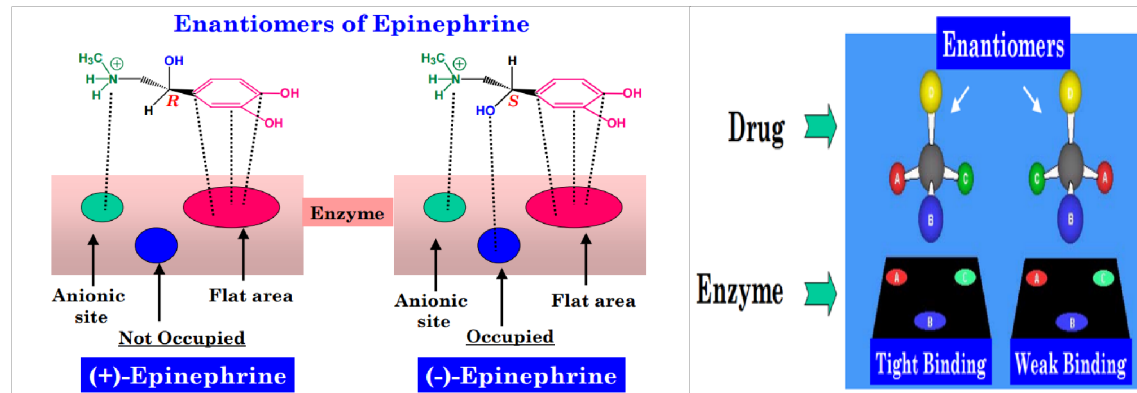 Enantiomers of Epinephrine
H₃C
OH
H
N
⊕
H
H
R
OH
OH
H₃C
H
H
N
⊕
H
HO
S
OH
OH
Enzyme
Anionic
site
Flat area
Not Occupied
Anionic
site
Flat area
Occupied
(+)-Epinephrine
(-)-Epinephrine
Enantiomers
Drug
D
D
A
C
C
A
B
B
Enzyme
A
C
A
C
B
B
Tight Binding
Weak Binding